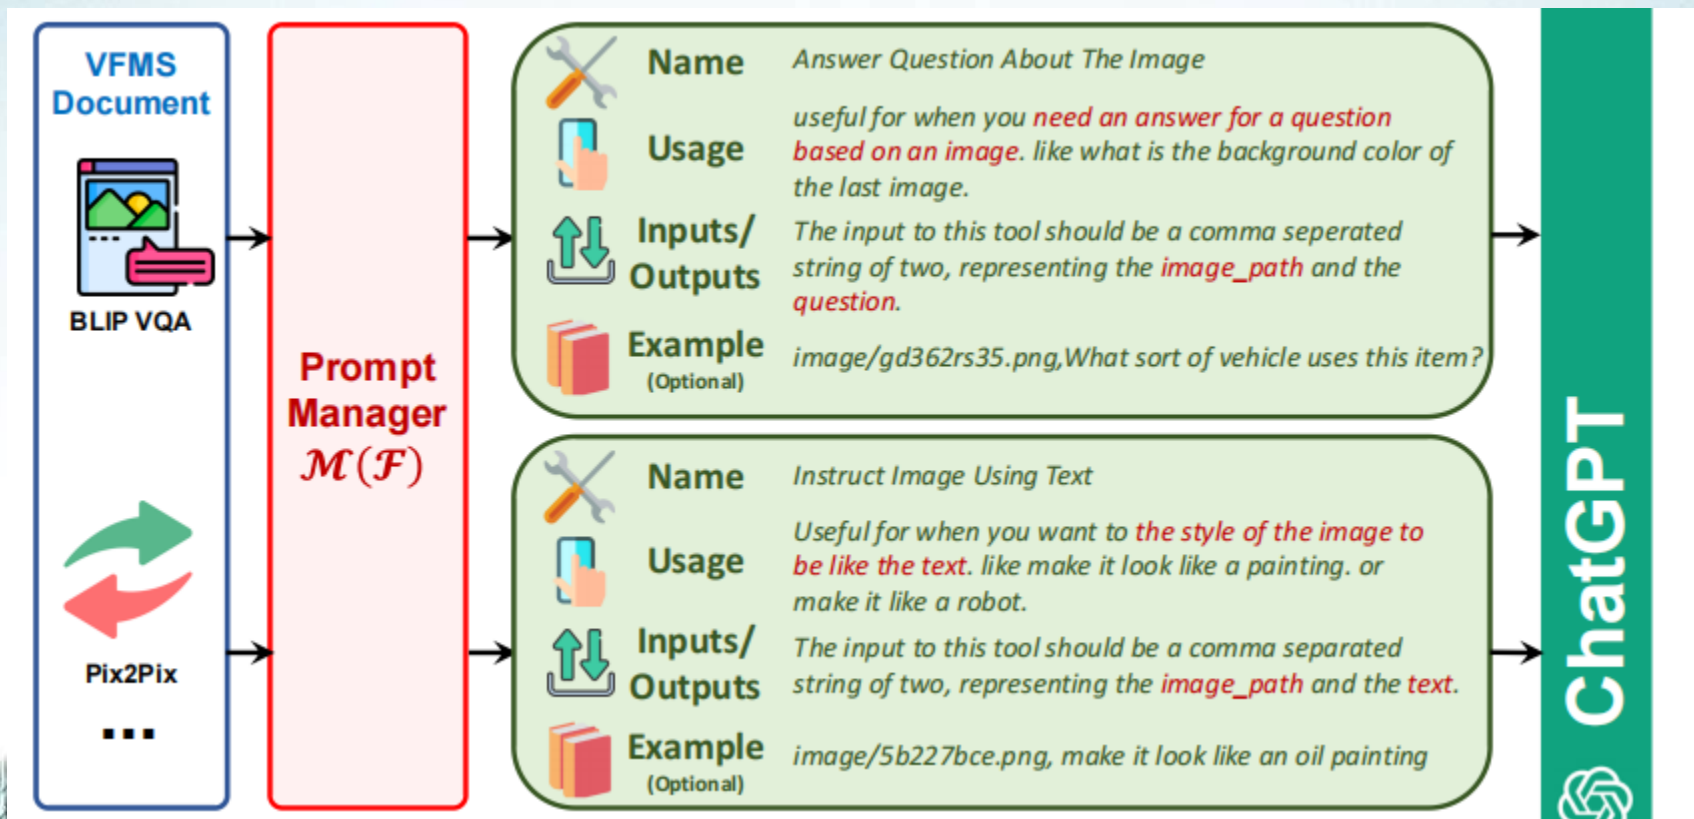 VFMS
Document
BLIP VQA
Pix2Pix
...
Prompt
Manager
𝓜(𝓕)
Name
Answer Question About The Image
Usage
useful for when you need an answer for a question
based on an image. like what is the background color of
the last image.
Inputs/
Outputs
The input to this tool should be a comma seperated
string of two, representing the image_path and the
question.
Example
(Optional)
image/gd362rs35.png,What sort of vehicle uses this item?
Name
Instruct Image Using Text
Usage
Useful for when you want to the style of the image to
be like the text. like make it look like a painting. or
make it like a robot.
Inputs/
Outputs
The input to this tool should be a comma separated
string of two, representing the image_path and the text.
Example
(Optional)
image/5b227bce.png, make it look like an oil painting
ChatGPT